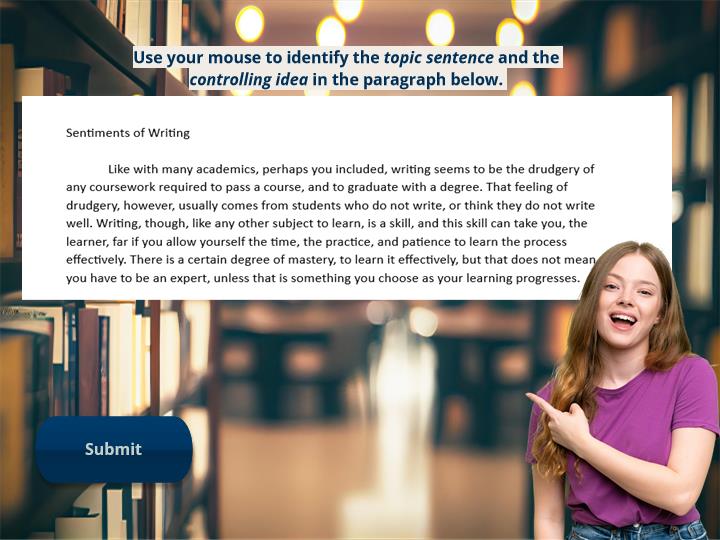 Use your mouse to identify the topic sentence and the
controlling idea in the paragraph below.
Sentiments of Writing
Like with many academics, perhaps you included, writing seems to be the drudgery of
any coursework required to pass a course, and to graduate with a degree. That feeling of
drudgery, however, usually comes from students who do not write, or think they do not write
well. Writing, though, like any other subject to learn, is a skill, and this skill can take you, the
learner, far if you allow yourself the time, the practice, and patience to learn the process
effectively. There is a certain degree of mastery, to learn it effectively, but that does not mean
you have to be an expert, unless that is something you choose as your learning progresses.
Submit